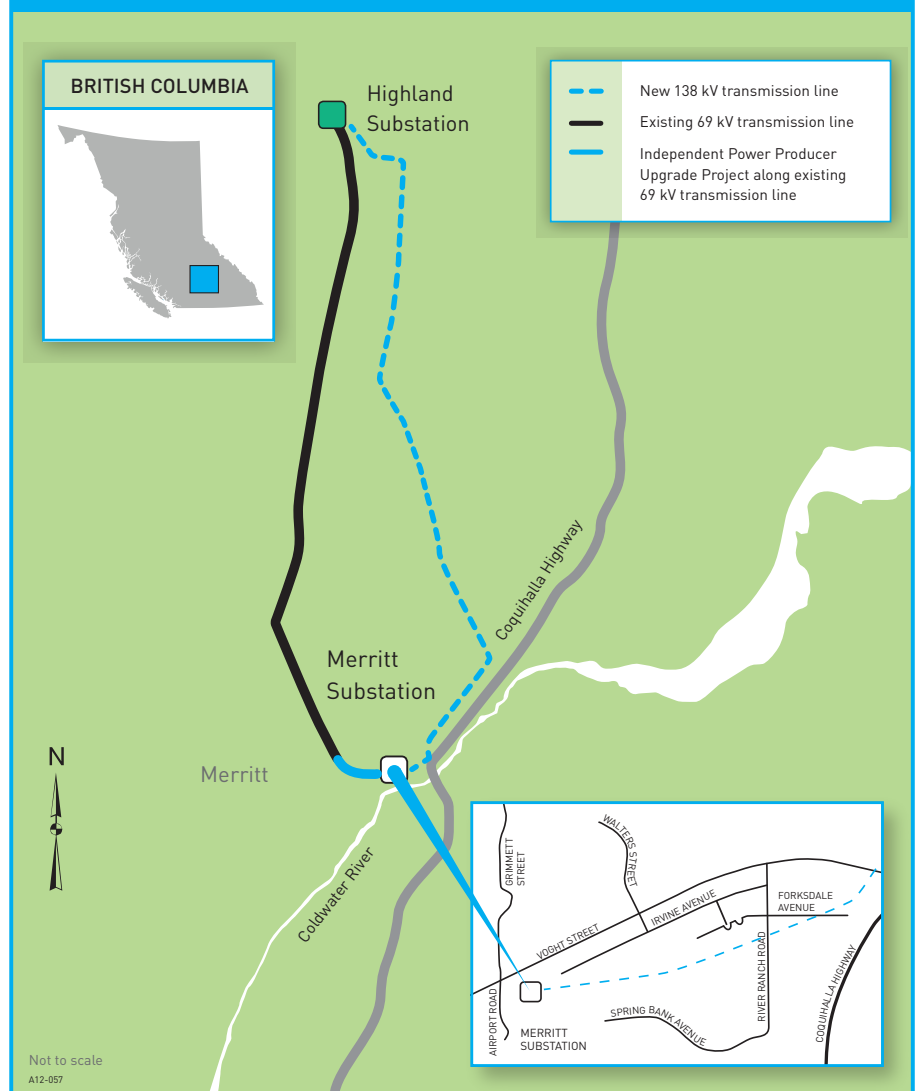 BRITISH COLUMBIA
Highland
Substation
New 138 kV transmission line
Existing 69 kV transmission line
Independent Power Producer
Upgrade Project along existing
69 kV transmission line
Coquihalla Highway
Merritt
Substation
N
Merritt
Coldwater River
GRIMMETT
STREET
WALTERS STREET
VOGHT STREET
IRVINE AVENUE
FORKSDALE
AVENUE
RIVER RANCH ROAD
COQUIHALLA HIGHWAY
AIRPORT ROAD
SPRING BANK AVENUE
MERRITT
SUBSTATION
Not to scale
A12-057